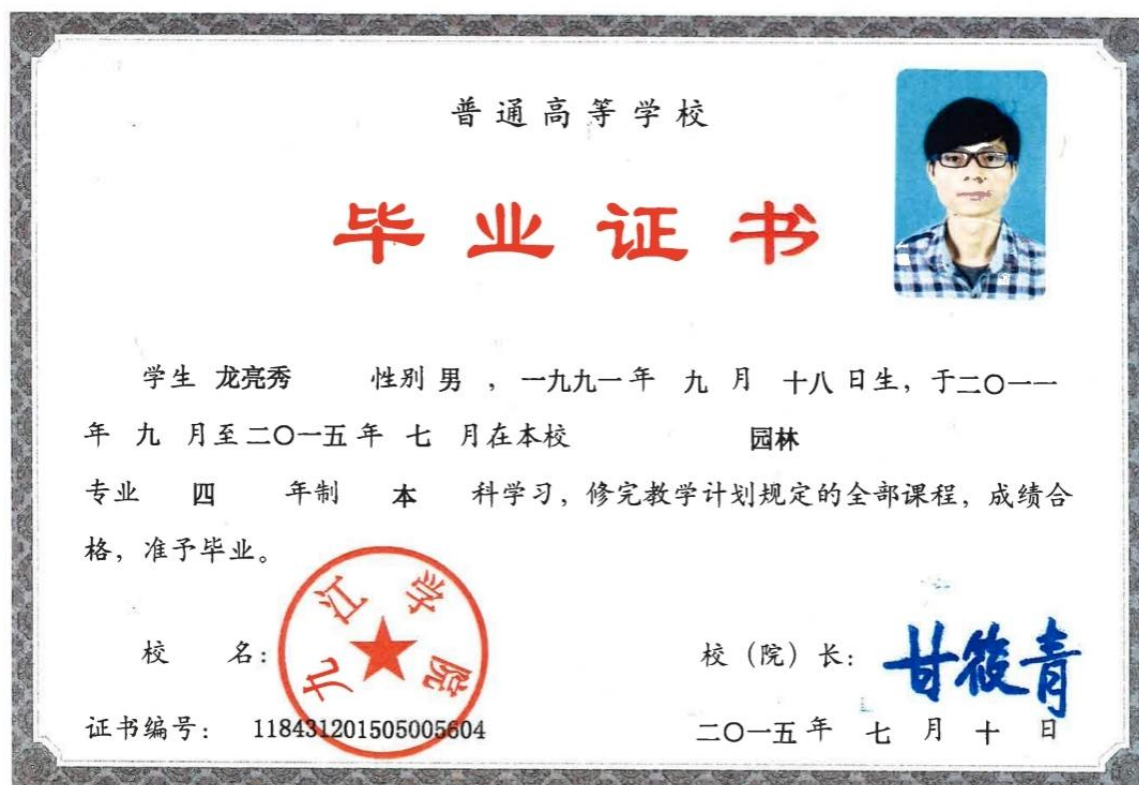 普通高等学校
毕业证书
学生 龙亮秀 性别 男 ，一九九一年 九 月 十八 日生，于二〇一一
年 九 月至二〇一五年 七 月在本校 园林
专业 四 年制 本 科学习，修完教学计划规定的全部课程，成绩合
格，准予毕业。
九江学院
校 名：
校（院）长： 甘筱青
证书编号： 118431201505005604
二〇一五年 七 月 十 日